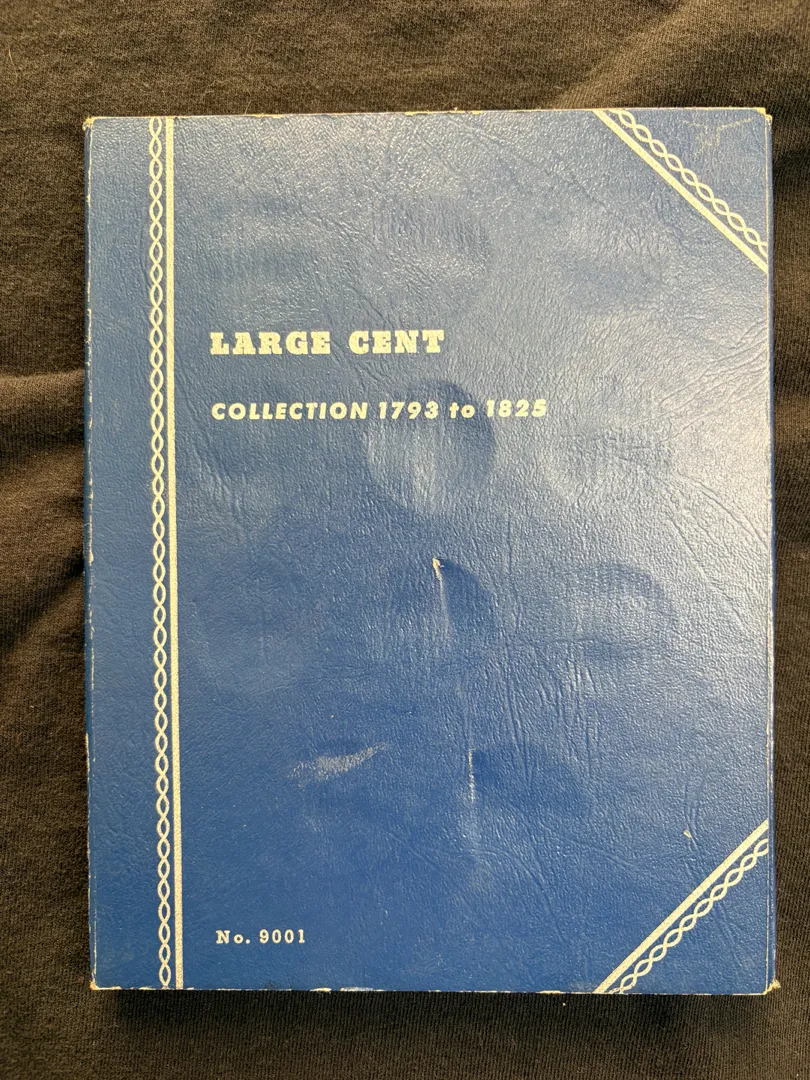 LARGE CENT
COLLECTION 1793 to 1825
No. 9001